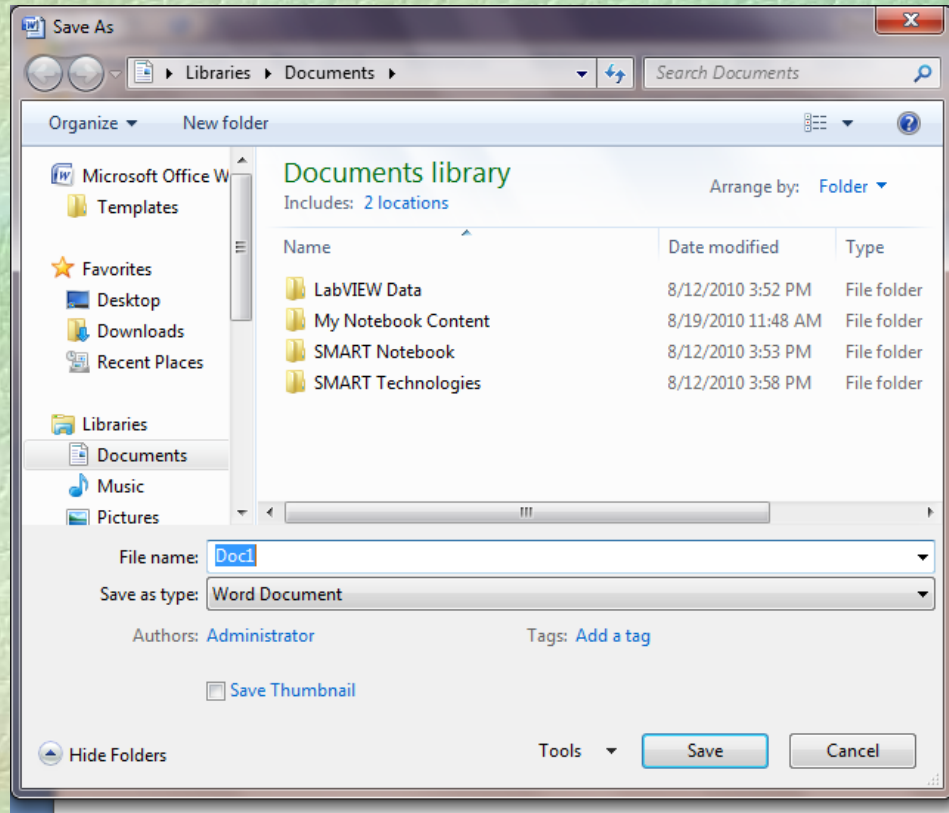 Save As
Libraries Documents
Search Documents
Organize
New folder
Microsoft Office W
Templates
Favorites
Desktop
Downloads
Recent Places
Libraries
Documents
Music
Pictures
Documents library
Includes: 2 locations
Arrange by: Folder
Name Date modified Type
LabVIEW Data 8/12/2010 3:52 PM File folder
My Notebook Content 8/19/2010 11:48 AM File folder
SMART Notebook 8/12/2010 3:53 PM File folder
SMART Technologies 8/12/2010 3:58 PM File folder
File name: Doc1
Save as type: Word Document
Authors: Administrator Tags: Add a tag
Save Thumbnail
Hide Folders Tools Save Cancel